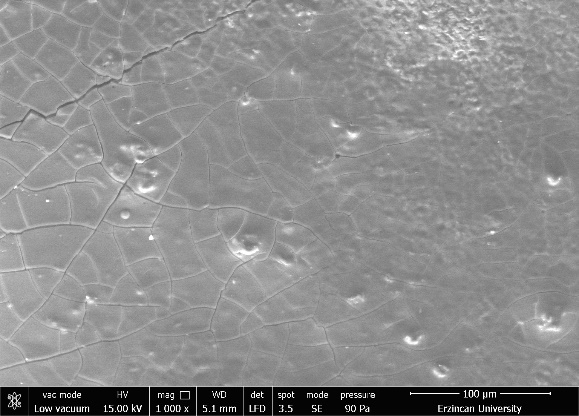 vac mode HV mag □ WD det spot mode pressure 100 µm
Low vacuum 15.00 kV 1 000 x 5.1 mm LFD 3.5 SE 90 Pa Erzincan University